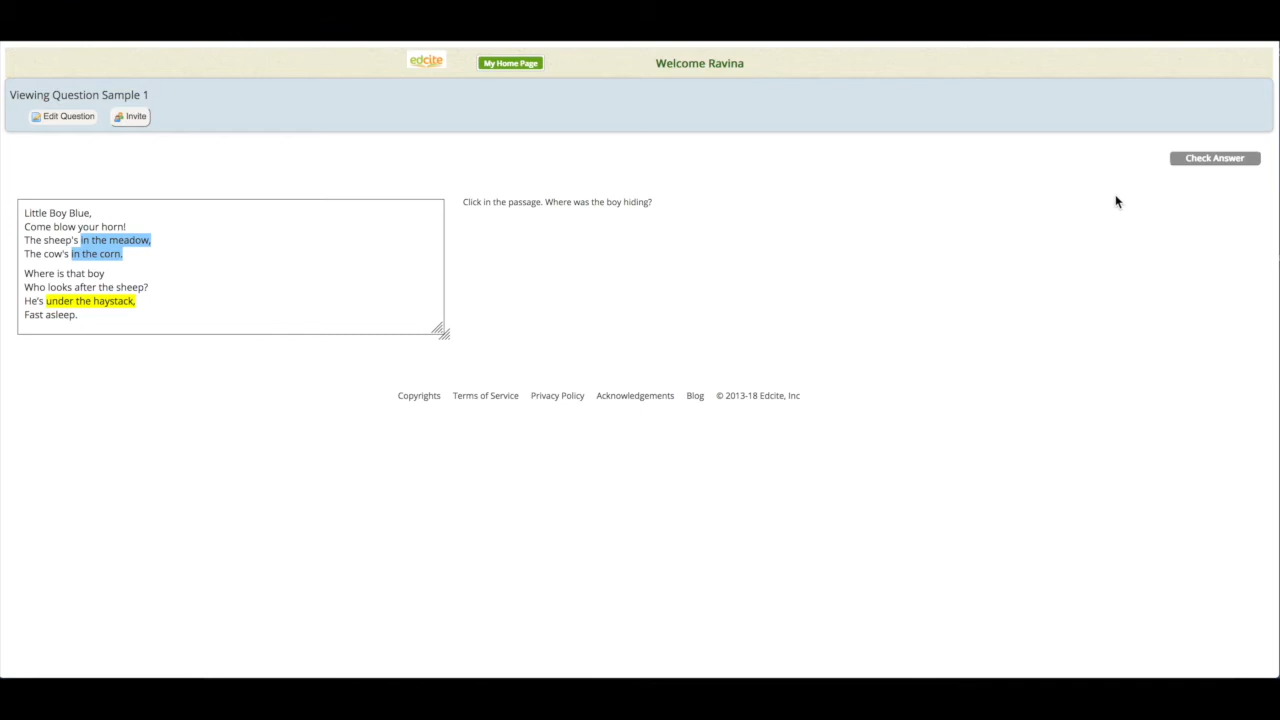 edcite
My Home Page
Welcome Ravina
Viewing Question Sample 1
Edit Question
Invite
Check Answer
Little Boy Blue,
Come blow your horn!
The sheep's in the meadow,
The cow's in the corn.
Where is that boy
Who looks after the sheep?
He's under the haystack,
Fast asleep.
Click in the passage. Where was the boy hiding?
Copyrights Terms of Service Privacy Policy Acknowledgements Blog © 2013-18 Edcite, Inc